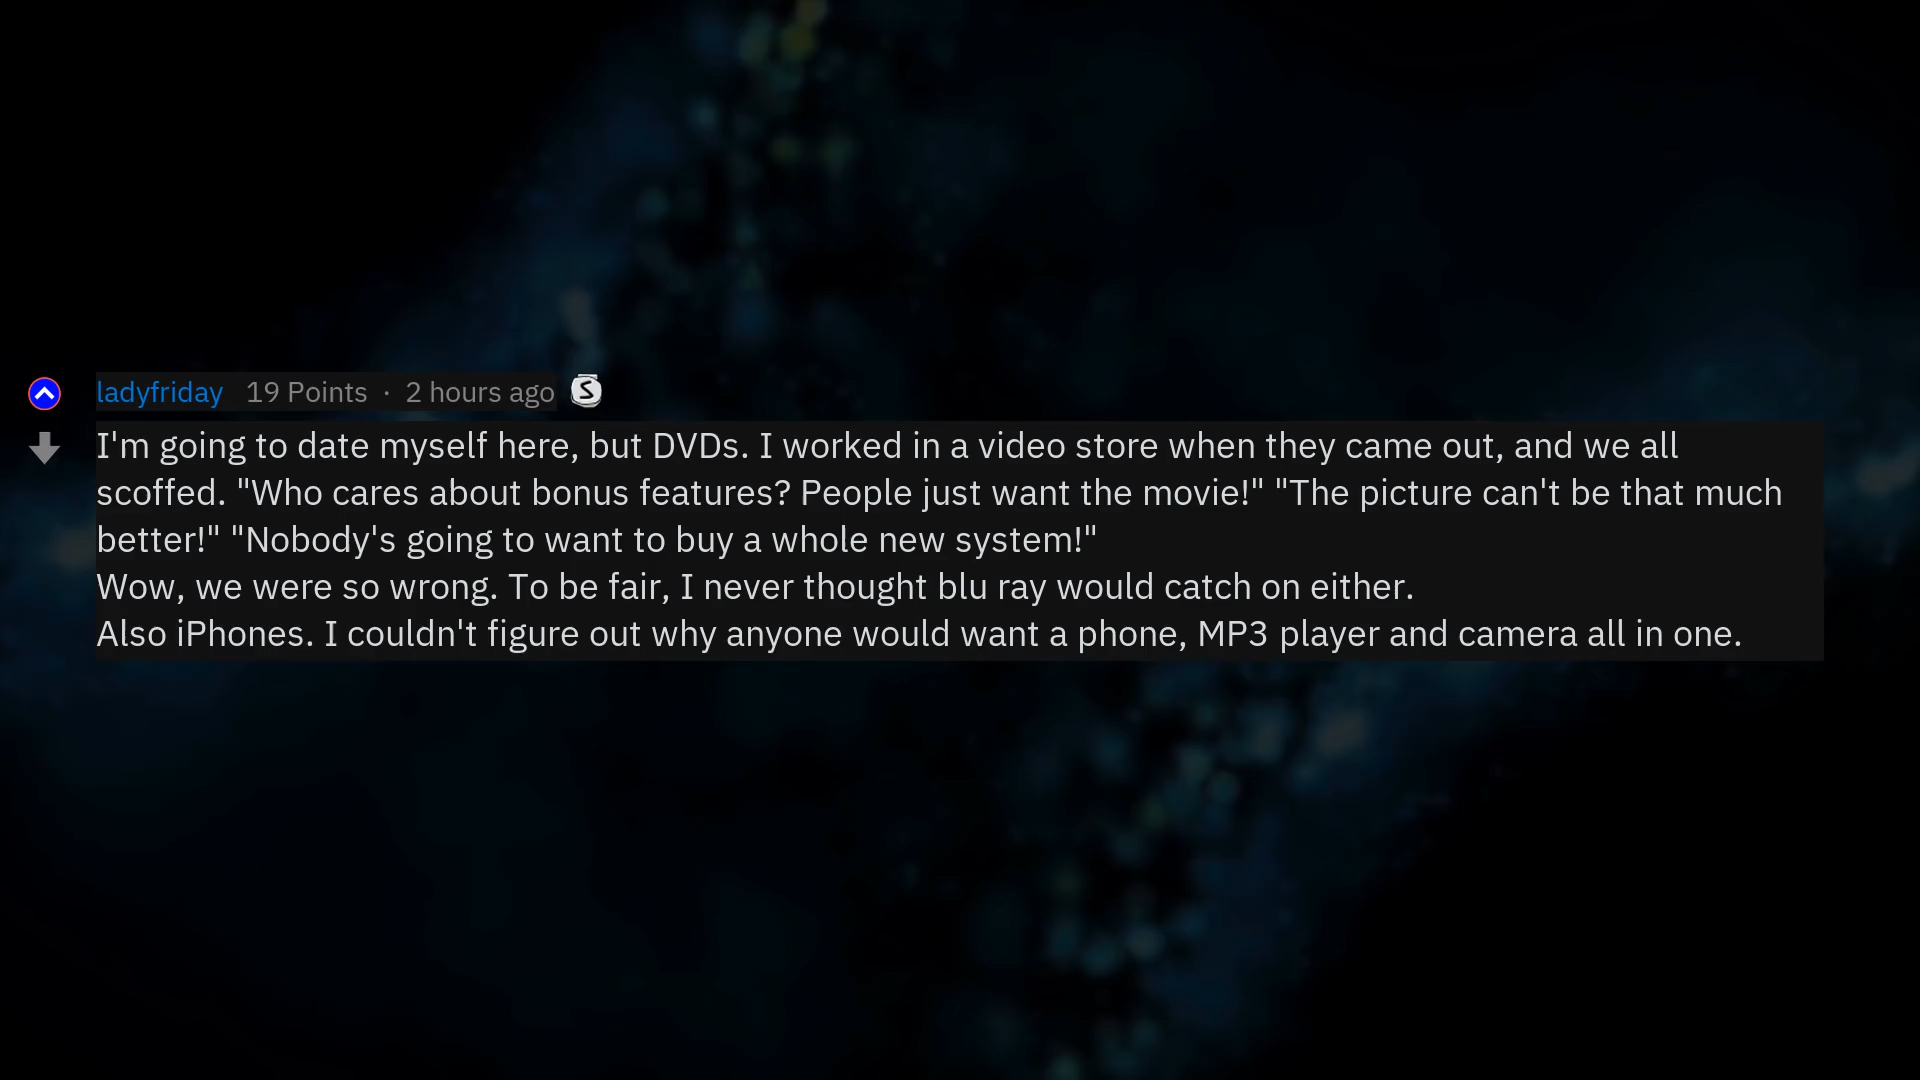 ladyfriday 19 Points · 2 hours ago S
I'm going to date myself here, but DVDs. I worked in a video store when they came out, and we all
scoffed. "Who cares about bonus features? People just want the movie!" "The picture can't be that much
better!" "Nobody's going to want to buy a whole new system!"
Wow, we were so wrong. To be fair, I never thought blu ray would catch on either.
Also iPhones. I couldn't figure out why anyone would want a phone, MP3 player and camera all in one.